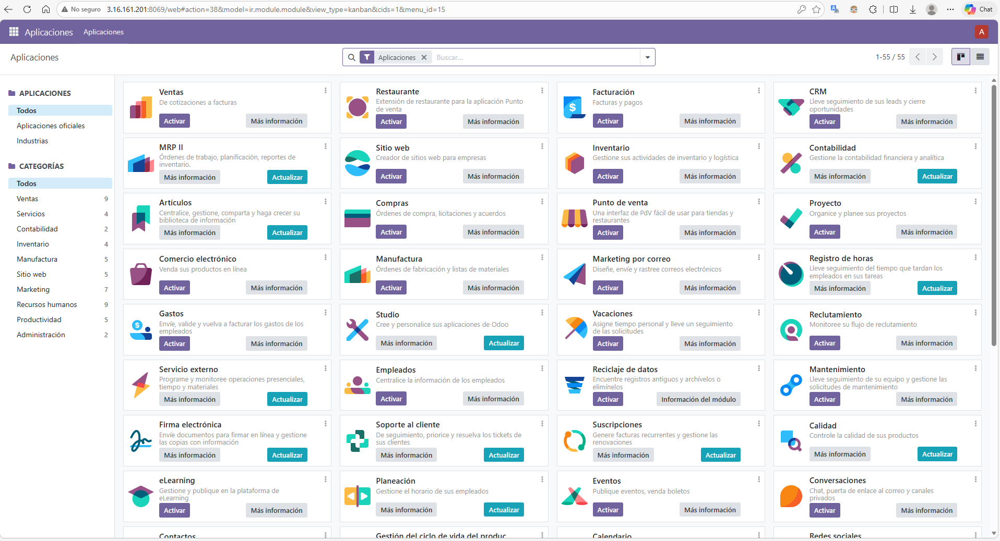 No seguro
3.16.161.201:8069/web#action=38&model=ir.module.module&view_type=kanban&cids=1&menu_id=15
Chat
Aplicaciones
Aplicaciones
A
Aplicaciones
Aplicaciones
Buscar...
1-55 / 55
APLICACIONES
Todos
Aplicaciones oficiales
Industrias
CATEGORÍAS
Todos
Ventas 9
Servicios 4
Contabilidad 2
Inventario 4
Manufactura 5
Sitio web 5
Marketing 7
Recursos humanos 9
Productividad 5
Administración 2
Ventas
De cotizaciones a facturas
Activar
Más información
Restaurante
Extensión de restaurante para la aplicación Punto
de venta
Activar
Más información
Facturación
Facturas y pagos
Activar
Más información
CRM
Lleve seguimiento de sus leads y cierre
oportunidades
Activar
Más información
MRP II
Órdenes de trabajo, planificación, reportes de
inventario.
Más información
Actualizar
Sitio web
Creador de sitios web para empresas
Activar
Más información
Inventario
Gestione sus actividades de inventario y logística
Activar
Más información
Contabilidad
Gestione la contabilidad financiera y analítica
Más información
Actualizar
Artículos
Centralice, gestione, comparta y haga crecer su
biblioteca de información
Más información
Actualizar
Compras
Órdenes de compra, licitaciones y acuerdos
Activar
Más información
Punto de venta
Una interfaz de PdV fácil de usar para tiendas y
restaurantes
Activar
Más información
Proyecto
Organice y planee sus proyectos
Activar
Más información
Comercio electrónico
Venda sus productos en línea
Activar
Más información
Manufactura
Órdenes de fabricación y listas de materiales
Activar
Más información
Marketing por correo
Diseñe, envíe y rastree correos electrónicos
Activar
Más información
Registro de horas
Lleve seguimiento del tiempo que tardan los
empleados en sus tareas
Más información
Actualizar
Gastos
Envíe, valide y vuelva a facturar los gastos de los
empleados
Activar
Más información
Studio
Cree y personalice sus aplicaciones de Odoo
Más información
Actualizar
Vacaciones
Asigne tiempo personal y lleve un seguimiento
de las solicitudes
Activar
Más información
Reclutamiento
Monitoree su flujo de reclutamiento
Activar
Más información
Servicio externo
Programe y monitoree operaciones presenciales,
tiempo y materiales
Más información
Actualizar
Empleados
Centralice la información de los empleados
Activar
Más información
Reciclaje de datos
Encuentre registros antiguos y archívelos o
elimínelos
Activar
Información del módulo
Mantenimiento
Lleve seguimiento de su equipo y gestione las
solicitudes de mantenimiento
Activar
Más información
Firma electrónica
Envíe documentos para firmar en línea y gestione
las copias con información
Más información
Actualizar
Soporte al cliente
De seguimiento, priorice y resuelva los tickets de
sus clientes
Más información
Actualizar
Suscripciones
Genere facturas recurrentes y gestione las
renovaciones
Más información
Actualizar
Calidad
Controle la calidad de sus productos
Más información
Actualizar
eLearning
Gestione y publique en la plataforma de
eLearning
Activar
Más información
Planeación
Gestione el horario de sus empleados
Más información
Actualizar
Eventos
Publique eventos, venda boletos
Activar
Más información
Conversaciones
Chat, puerta de enlace al correo y canales
privados
Activar
Más información
Contactos
Gestión del ciclo de vida del produc
Calendario
Redes sociales